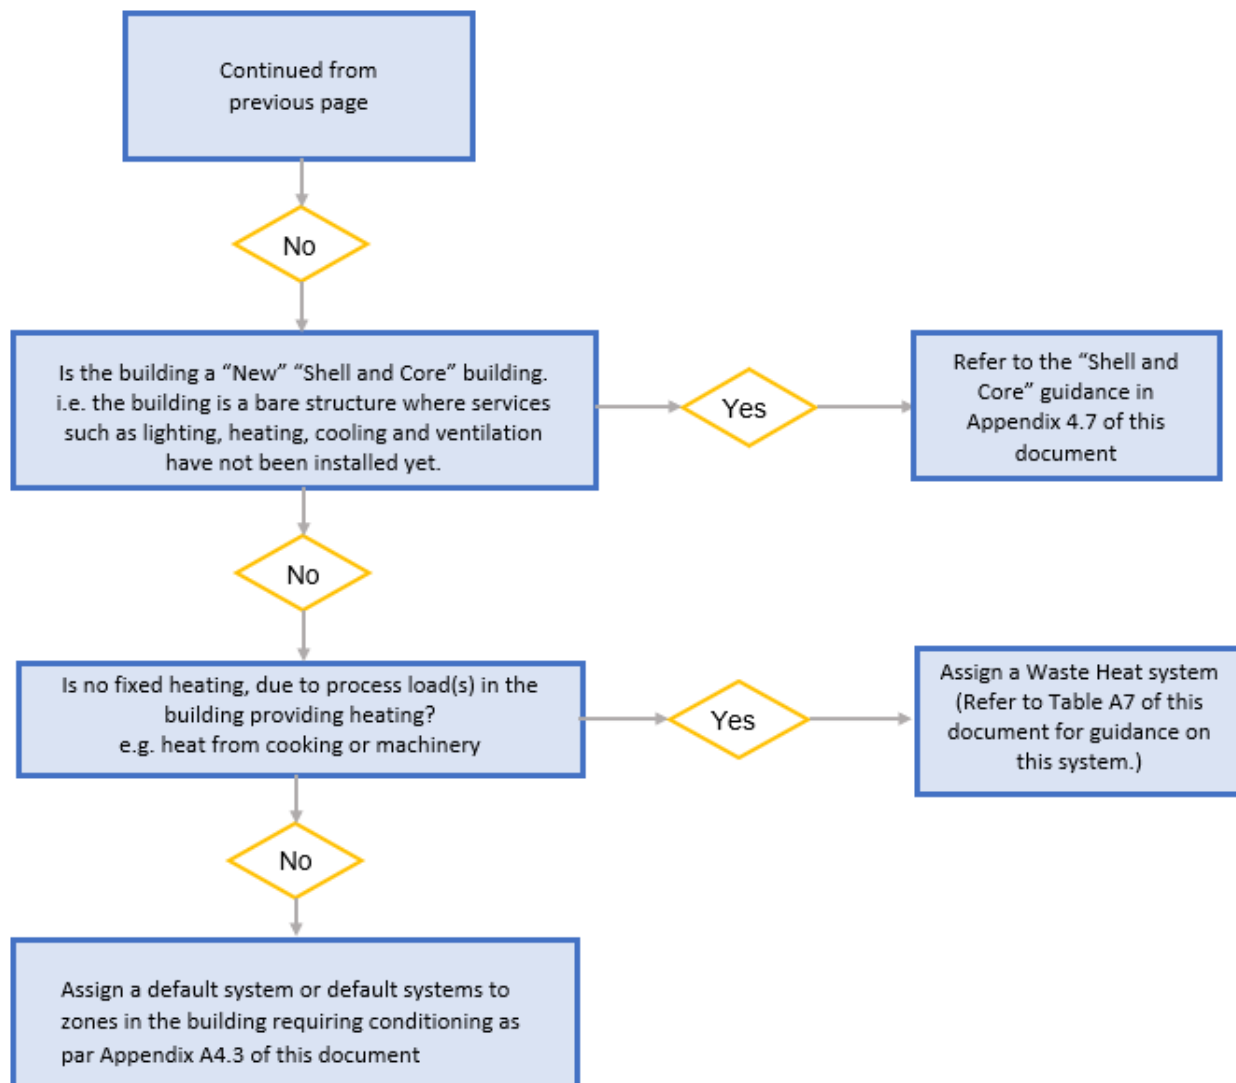 Continued from
previous page
No
Is the building a “New” “Shell and Core” building.
i.e. the building is a bare structure where services
such as lighting, heating, cooling and ventilation
have not been installed yet.
Yes
Refer to the “Shell and
Core” guidance in
Appendix 4.7 of this
document
No
Is no fixed heating, due to process load(s) in the
building providing heating?
e.g. heat from cooking or machinery
Yes
Assign a Waste Heat system
(Refer to Table A7 of this
document for guidance on
this system.)
No
Assign a default system or default systems to
zones in the building requiring conditioning as
par Appendix A4.3 of this document